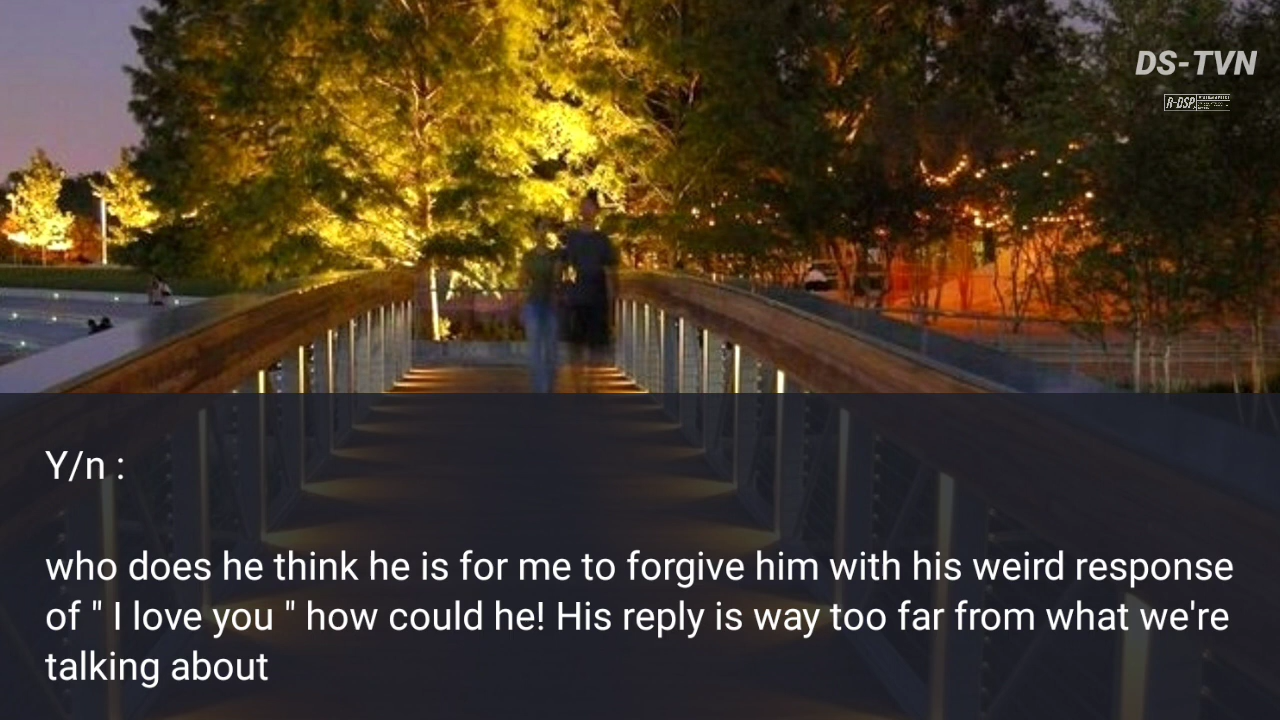 DS-TVN
R-DSP
Y/n :
who does he think he is for me to forgive him with his weird response
of " I love you " how could he! His reply is way too far from what we're
talking about